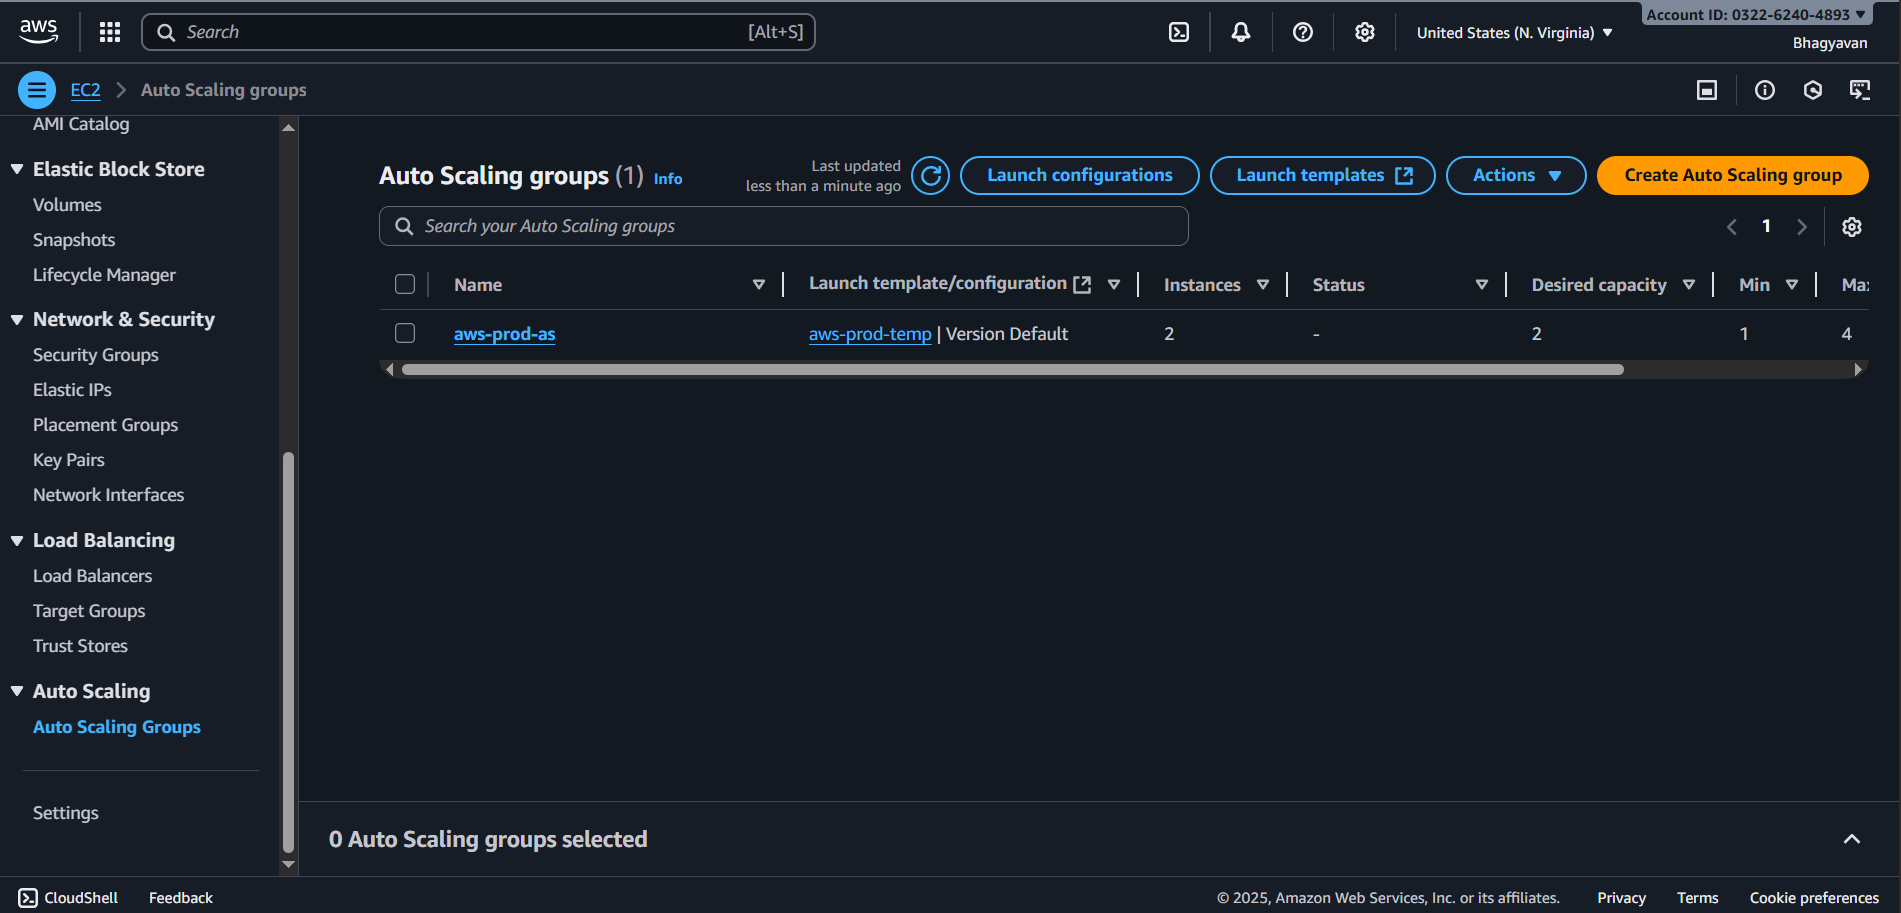 aws
Search [Alt+S]
United States (N. Virginia)
Account ID: 0322-6240-4893
Bhagyavan
EC2 Auto Scaling groups
AMI Catalog
Elastic Block Store
Volumes
Snapshots
Lifecycle Manager
Network & Security
Security Groups
Elastic IPs
Placement Groups
Key Pairs
Network Interfaces
Load Balancing
Load Balancers
Target Groups
Trust Stores
Auto Scaling
Auto Scaling Groups
Settings
Auto Scaling groups (1) Info
Last updated
less than a minute ago
Launch configurations
Launch templates
Actions
Create Auto Scaling group
Search your Auto Scaling groups
1
Name Launch template/configuration Instances Status Desired capacity Min Max
aws-prod-as aws-prod-temp | Version Default 2 - 2 1 4
0 Auto Scaling groups selected
CloudShell Feedback © 2025, Amazon Web Services, Inc. or its affiliates. Privacy Terms Cookie preferences